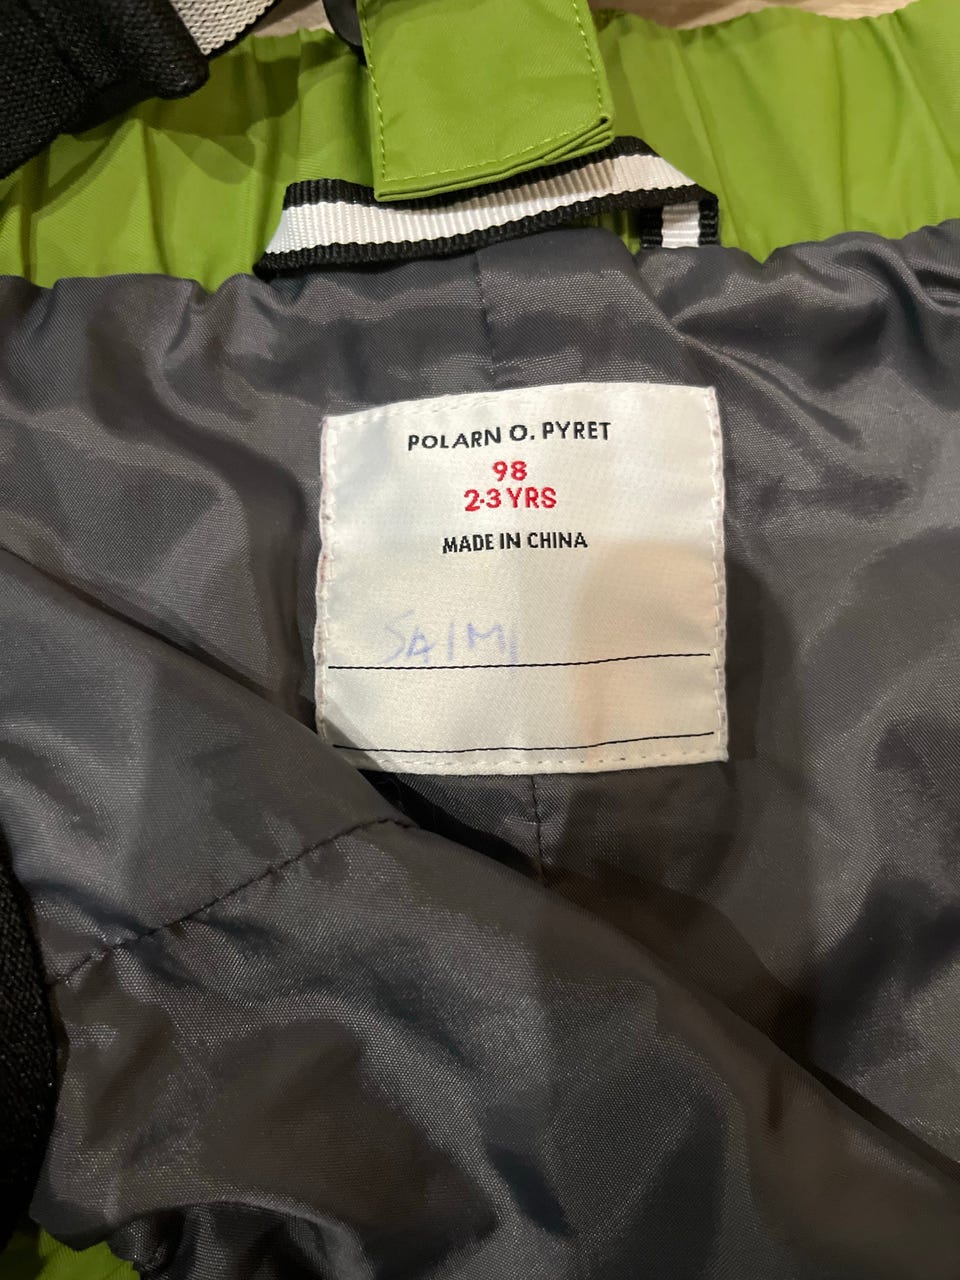 POLARN O. PYRET
98
2-3 YRS
MADE IN CHINA
SAIMI